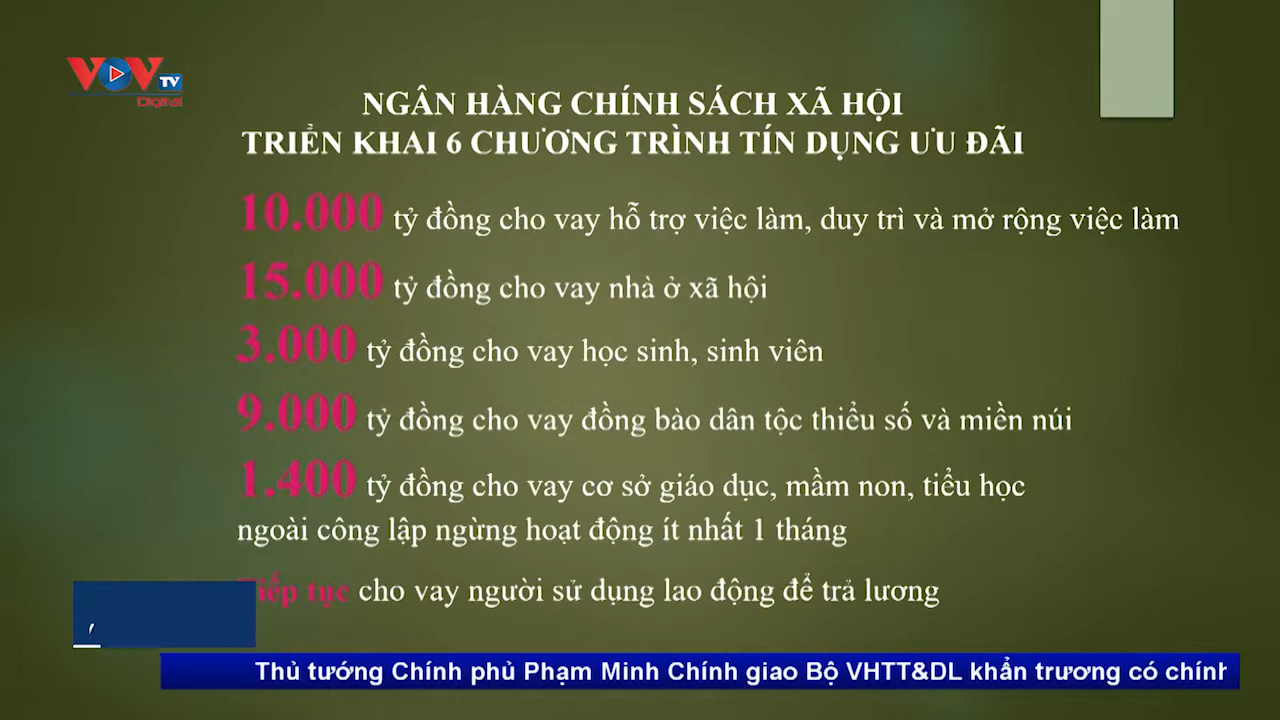 VOV TV
Digital
NGÂN HÀNG CHÍNH SÁCH XÃ HỘI
TRIỂN KHAI 6 CHƯƠNG TRÌNH TÍN DỤNG ƯU ĐÃI
10.000 tỷ đồng cho vay hỗ trợ việc làm, duy trì và mở rộng việc làm
15.000 tỷ đồng cho vay nhà ở xã hội
3.000 tỷ đồng cho vay học sinh, sinh viên
9.000 tỷ đồng cho vay đồng bào dân tộc thiểu số và miền núi
1.400 tỷ đồng cho vay cơ sở giáo dục, mầm non, tiểu học
ngoài công lập ngừng hoạt động ít nhất 1 tháng
Tiếp tục cho vay người sử dụng lao động để trả lương
Thủ tướng Chính phủ Phạm Minh Chính giao Bộ VHTT&DL khẩn trương có chính